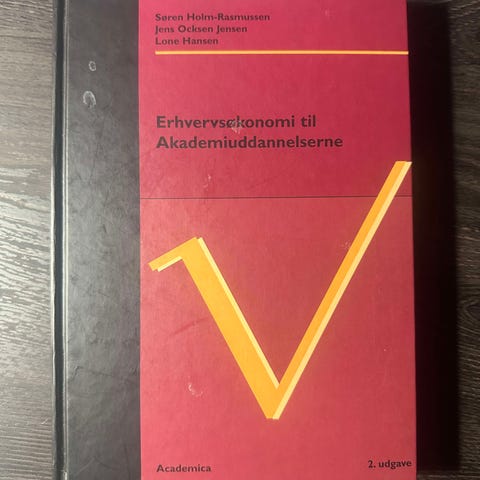 Søren Holm-Rasmussen
Jens Ocksen Jensen
Lone Hansen
Erhvervsøkonomi til
Akademiuddannelserne
Academica
2. udgave